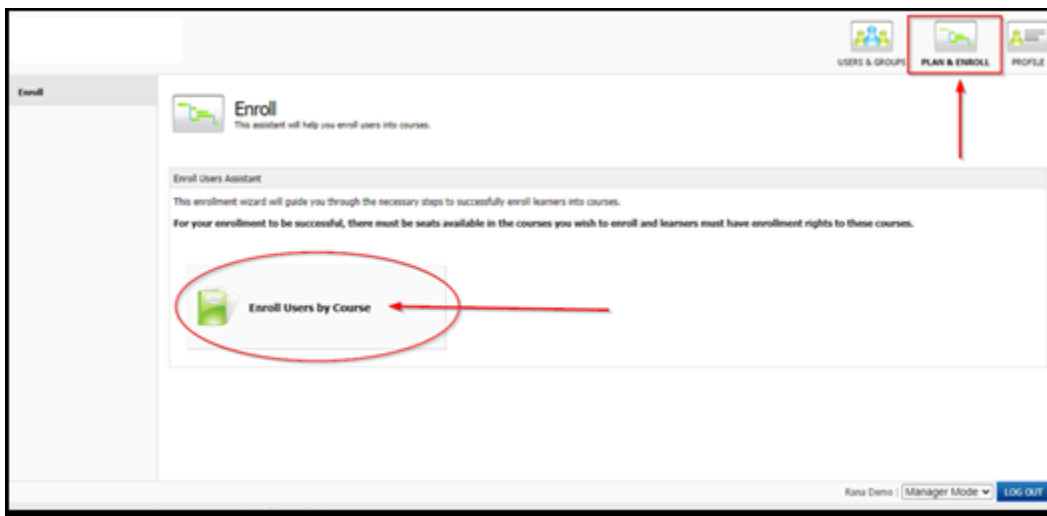 USERS & GROUPS
PLAN & ENROLL
PROFILE
Enroll
Enroll
This assistant will help you enroll users into courses.
Enroll Users Assistant
This enrollment wizard will guide you through the necessary steps to successfully enroll learners into courses.
For your enrollment to be successful, there must be seats available in the courses you wish to enroll and learners must have enrollment rights to these courses.
Enroll Users by Course
Rana Demo | Manager Mode LOG OUT